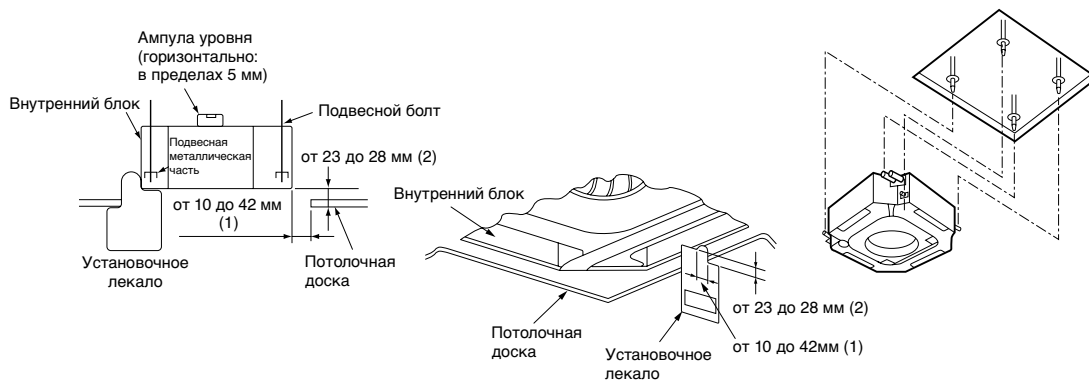 Ампула уровня
(горизонтально:
в пределах 5 мм)
Внутренний блок
Подвесной болт
Подвесная
металлическая
часть
от 23 до 28 мм (2)
от 10 до 42 мм
(1)
Установочное
лекало
Потолочная
доска
Внутренний блок
Потолочная
доска
Установочное
лекало
от 23 до 28 мм (2)
от 10 до 42мм (1)